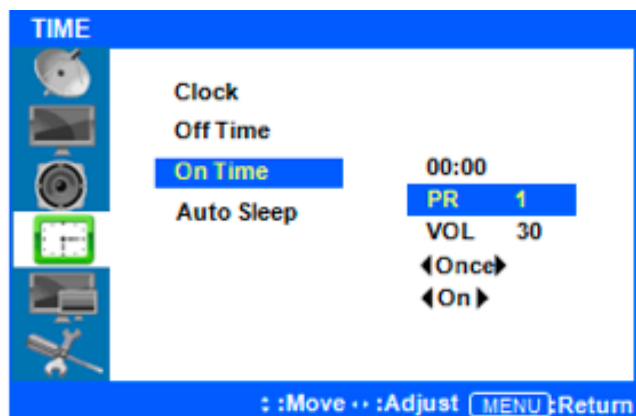 TIME
Clock
Off Time
On Time 00:00
PR 1
Auto Sleep
VOL 30
Once
On
:Move :Adjust MENU :Return